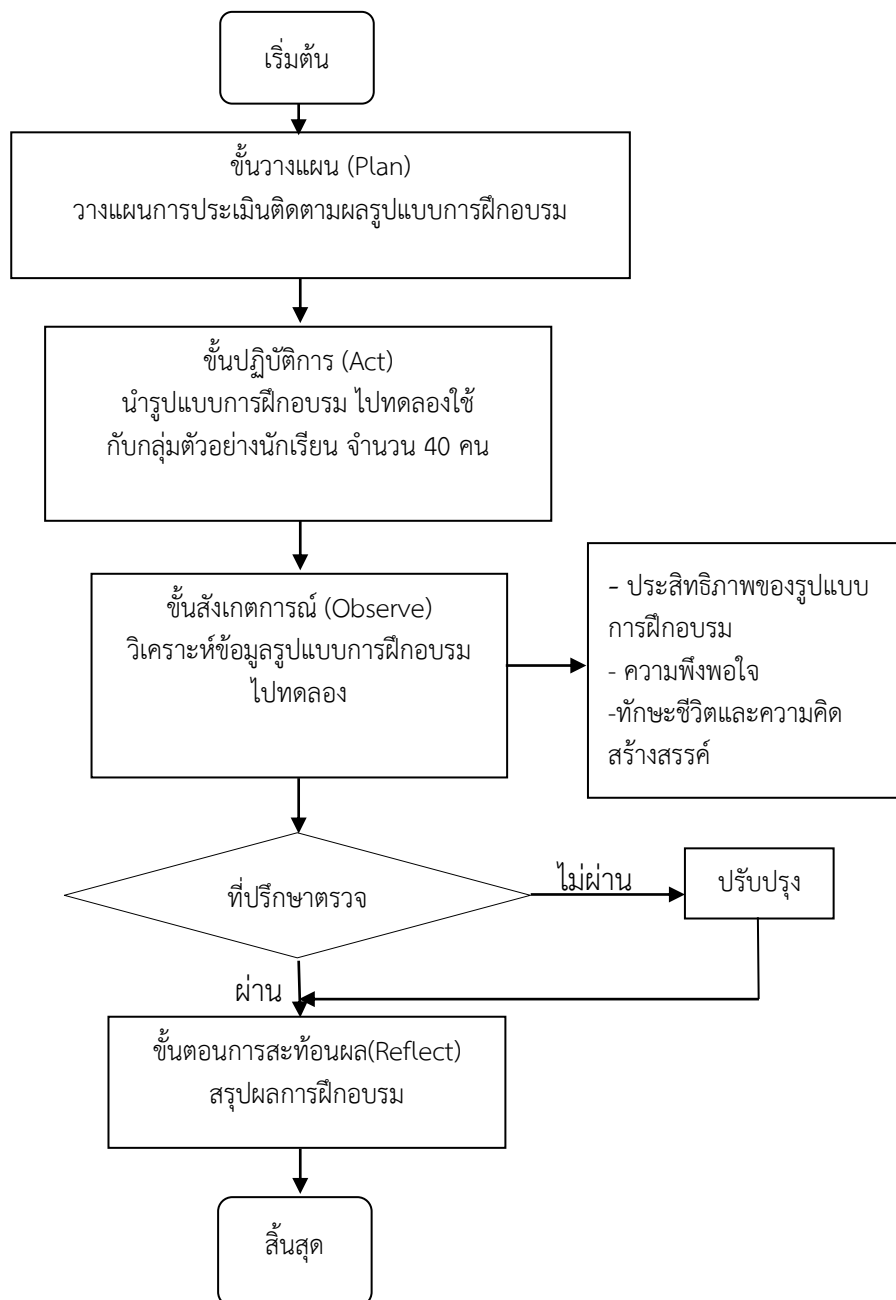 เริ่มต้น
ขั้นวางแผน (Plan)
วางแผนการประเมินติดตามผลรูปแบบการฝึกอบรม
ขั้นปฏิบัติการ (Act)
นำรูปแบบการฝึกอบรม ไปทดลองใช้
กับกลุ่มตัวอย่างนักเรียน จำนวน 40 คน
ขั้นสังเกตการณ์ (Observe)
วิเคราะห์ข้อมูลรูปแบบการฝึกอบรม
ไปทดลอง
- ประสิทธิภาพของรูปแบบ
การฝึกอบรม
- ความพึงพอใจ
-ทักษะชีวิตและความคิด
สร้างสรรค์
ที่ปรึกษาตรวจ
ไม่ผ่าน
ปรับปรุง
ผ่าน
ขั้นตอนการสะท้อนผล(Reflect)
สรุปผลการฝึกอบรม
สิ้นสุด